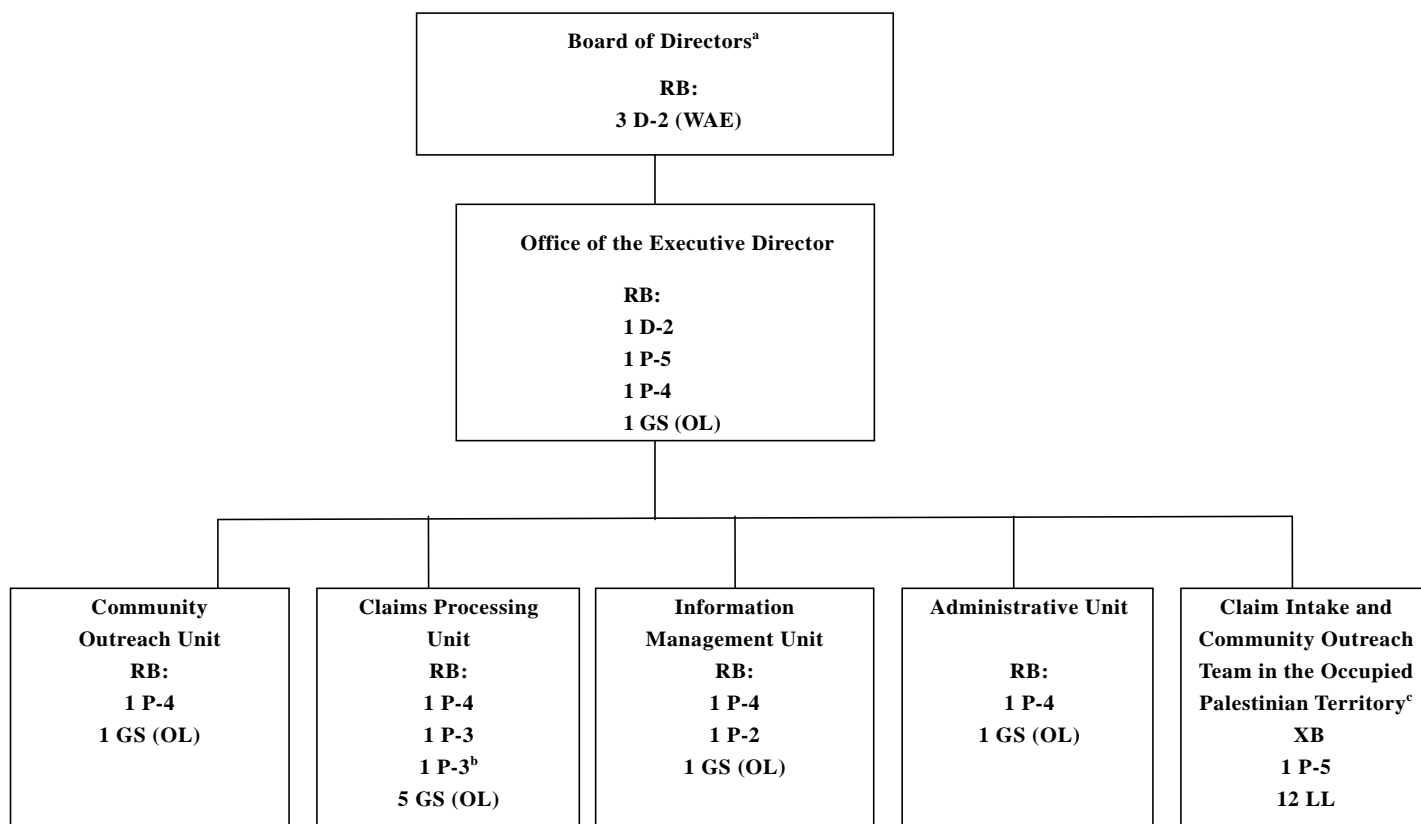 Board of Directorsᵃ
RB:
3 D-2 (WAE)
Office of the Executive Director
RB:
1 D-2
1 P-5
1 P-4
1 GS (OL)
Community
Outreach Unit
RB:
1 P-4
1 GS (OL)
Claims Processing
Unit
RB:
1 P-4
1 P-3
1 P-3ᵇ
5 GS (OL)
Information
Management Unit
RB:
1 P-4
1 P-2
1 GS (OL)
Administrative Unit
RB:
1 P-4
1 GS (OL)
Claim Intake and
Community Outreach
Team in the Occupied
Palestinian Territoryᶜ
XB
1 P-5
12 LL